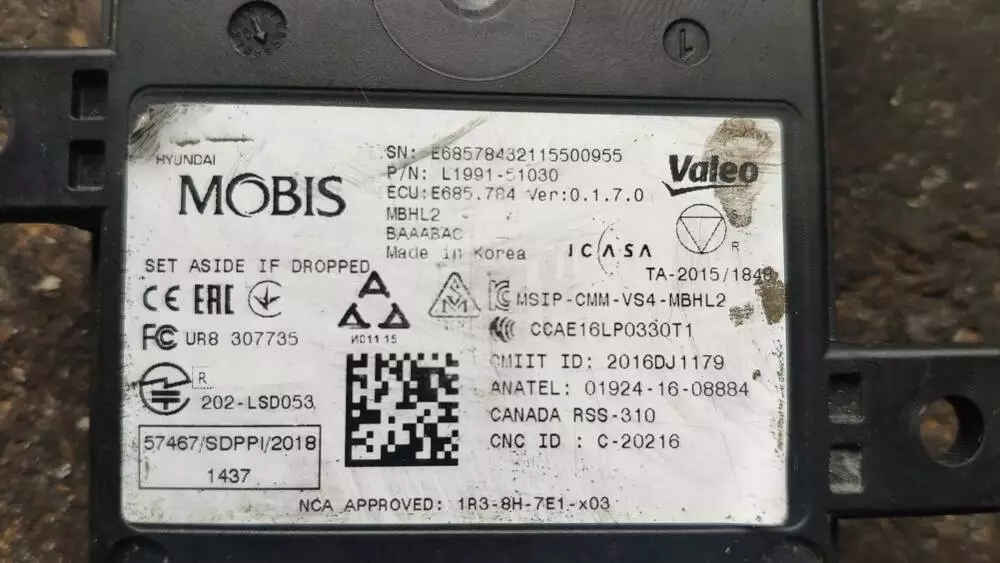 1
HYUNDAI
MOBIS
SN: E68578432115500955
P/N: L1991-51030
ECU:E685.784 Ver:0.1.7.0
MBHL2
BAAABAC
Made in Korea
Valeo
ICASA
R
TA-2015/1848
SET ASIDE IF DROPPED
CE EAC
MSIP-CMM-VS4-MBHL2
FC UR8 307735
CCAE16LP0330T1
CMIIT ID: 2016DJ1179
R
202-LSD053
ANATEL: 01924-16-08884
CANADA RSS-310
CNC ID : C-20216
57467/SDPPI/2018
1437
NCA APPROVED: 1R3-8H-7E1-x03